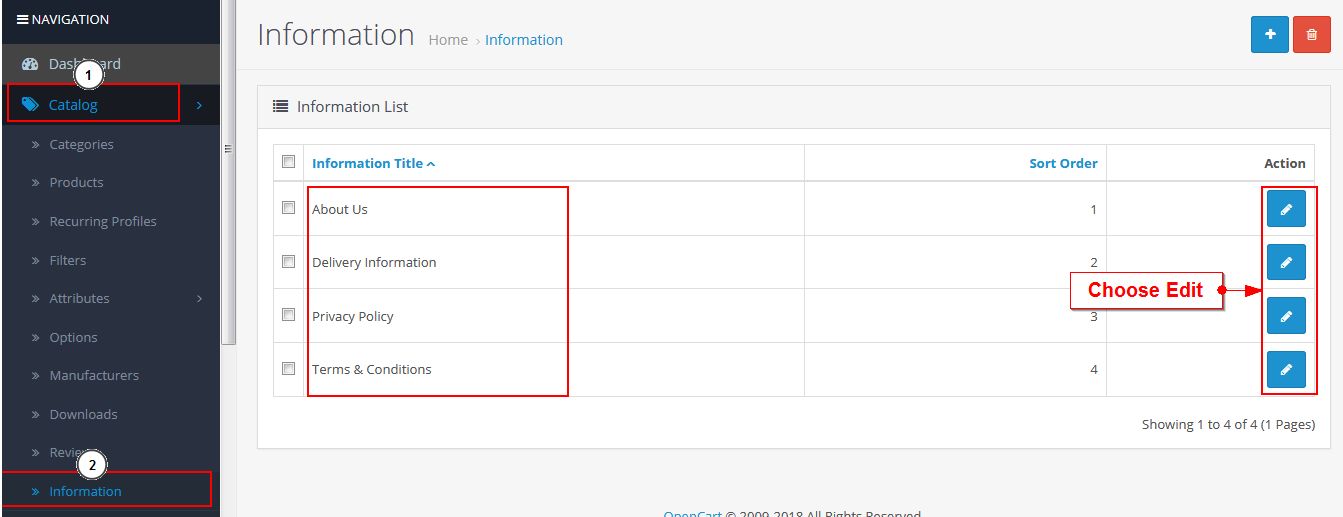 NAVIGATION
Dashboard
1
Catalog
Categories
Products
Recurring Profiles
Filters
Attributes
Options
Manufacturers
Downloads
2
Information
Information Home › Information
Information List
Information Title Sort Order Action
About Us 1
Delivery Information 2
Choose Edit
Privacy Policy 3
Terms & Conditions 4
Showing 1 to 4 of 4 (1 Pages)
OpenCart © 2009-2018 All Rights Reserved.